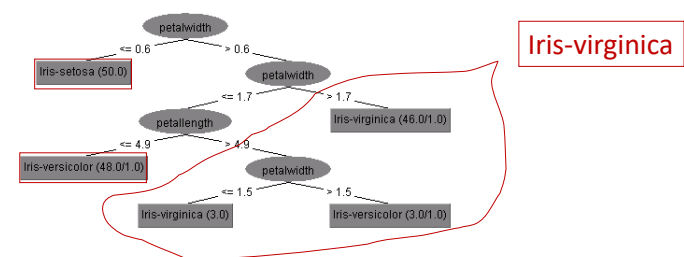 petalwidth
Iris-virginica
<= 0.6
> 0.6
Iris-setosa (50.0)
petalwidth
<= 1.7
> 1.7
petallength
Iris-virginica (46.0/1.0)
<= 4.9
> 4.9
Iris-versicolor (48.0/1.0)
petalwidth
<= 1.5
> 1.5
Iris-virginica (3.0)
Iris-versicolor (3.0/1.0)